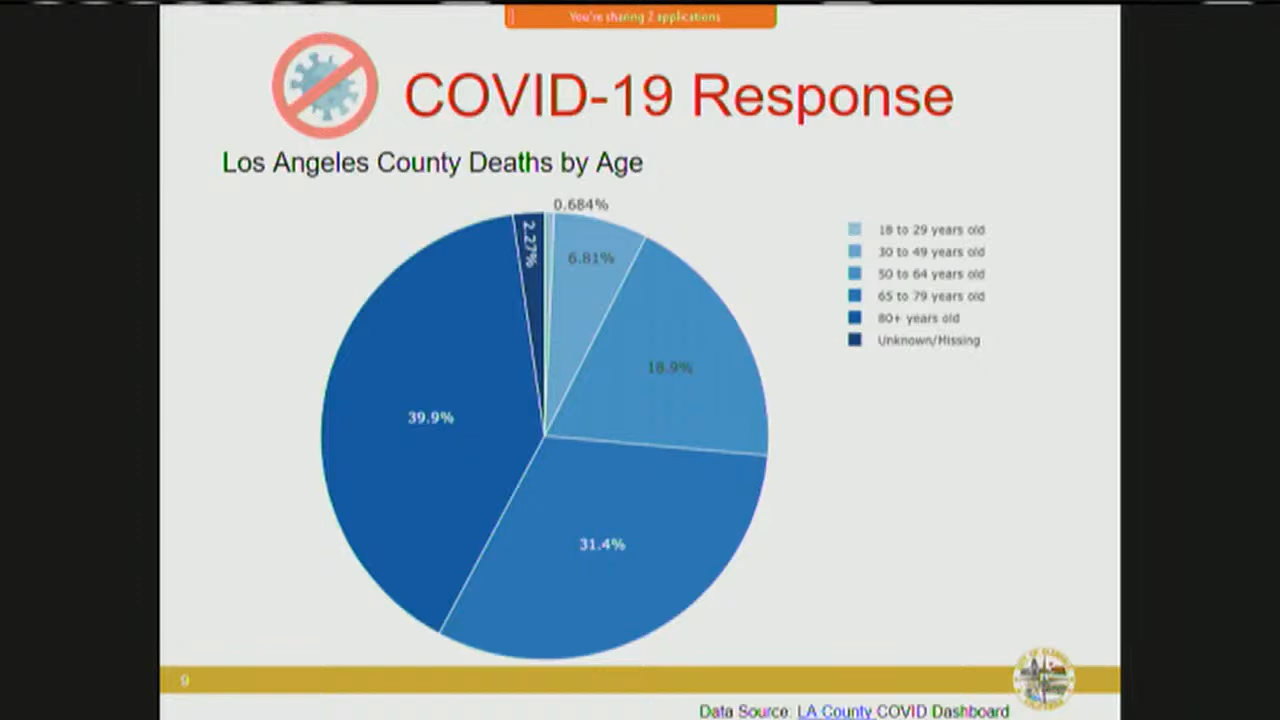 You're sharing 2 applications
COVID-19 Response
Los Angeles County Deaths by Age
0.684%
2.27%
6.81%
18.9%
39.9%
31.4%
18 to 29 years old
30 to 49 years old
50 to 64 years old
65 to 79 years old
80+ years old
Unknown/Missing
9
Data Source: LA County COVID Dashboard